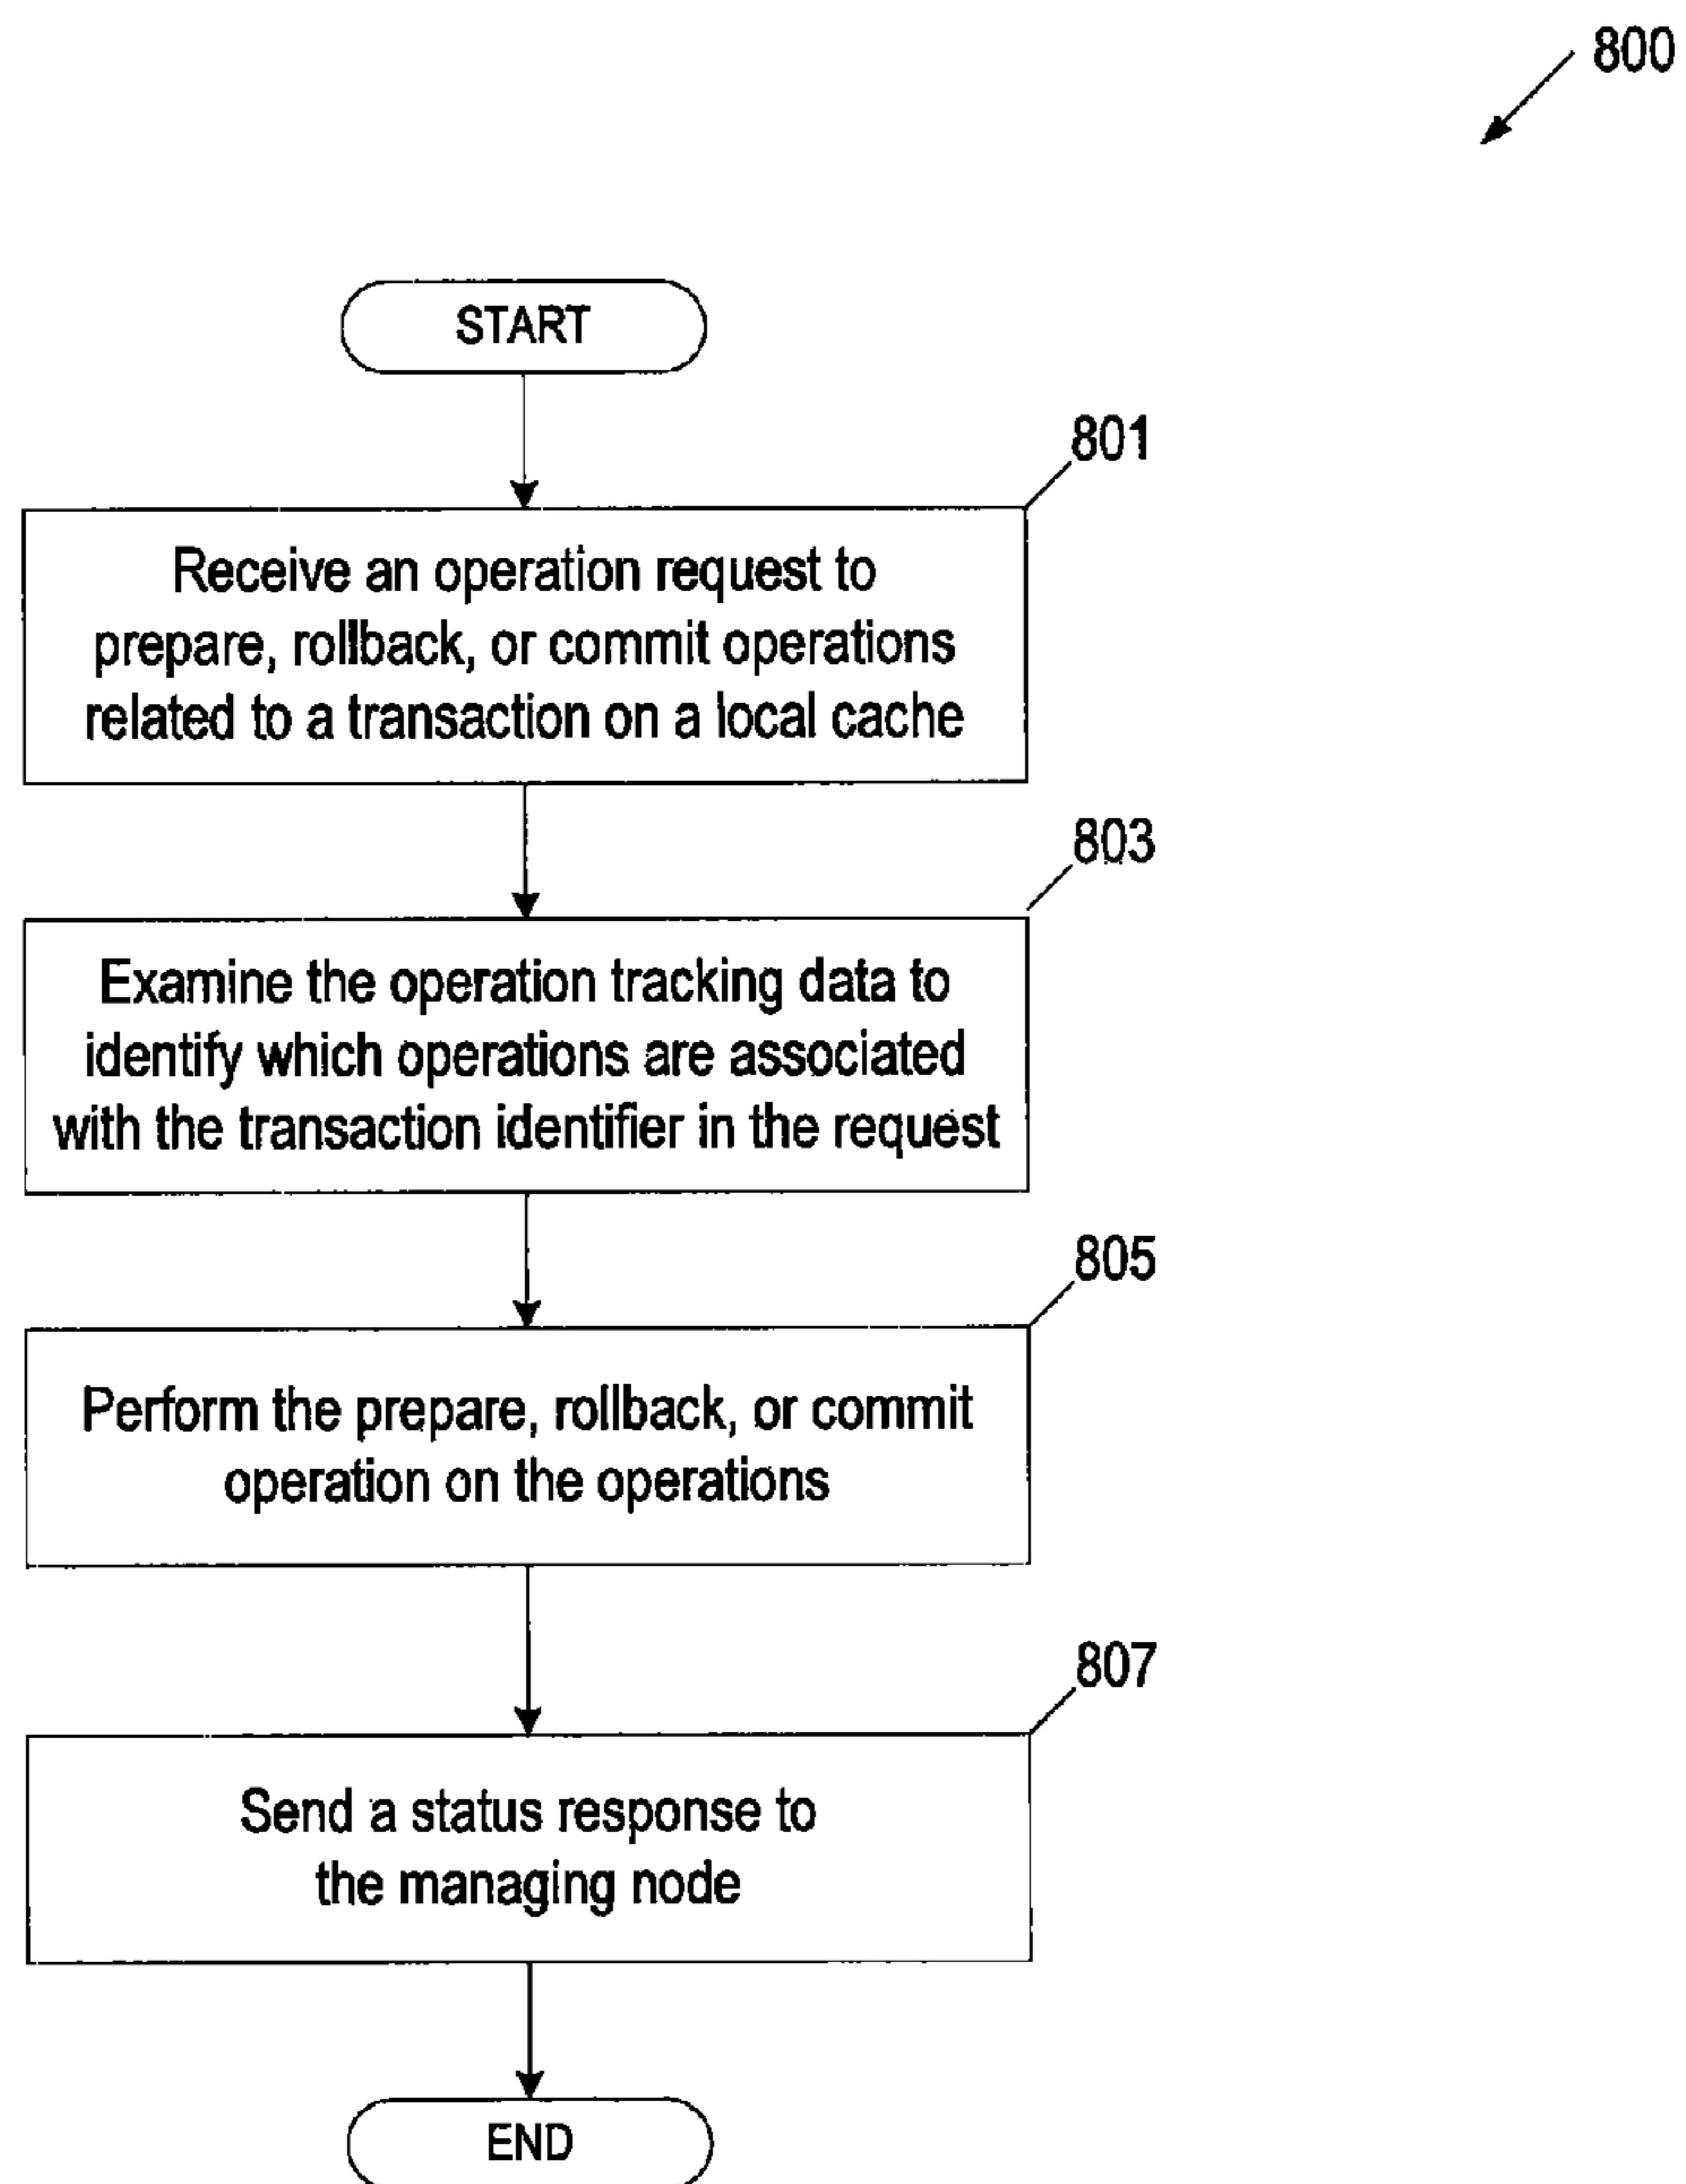 800
START
801
Receive an operation request to
prepare, rollback, or commit operations
related to a transaction on a local cache
803
Examine the operation tracking data to
identify which operations are associated
with the transaction identifier in the request
805
Perform the prepare, rollback, or commit
operation on the operations
807
Send a status response to
the managing node
END